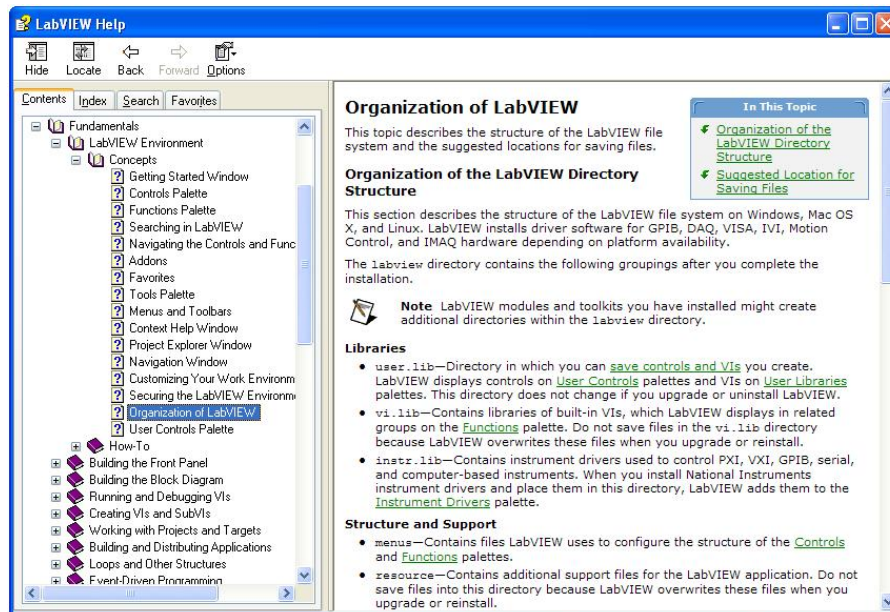 LabVIEW Help
Hide Locate Back Forward Options
Contents Index Search Favorites
Fundamentals
LabVIEW Environment
Concepts
Getting Started Window
Controls Palette
Functions Palette
Searching in LabVIEW
Navigating the Controls and Func
Addons
Favorites
Tools Palette
Menus and Toolbars
Context Help Window
Project Explorer Window
Navigation Window
Customizing Your Work Environm
Securing the LabVIEW Environme
Organization of LabVIEW
User Controls Palette
How-To
Building the Front Panel
Building the Block Diagram
Running and Debugging VIs
Creating VIs and SubVIs
Working with Projects and Targets
Building and Distributing Applications
Loops and Other Structures
Event-Driven Programming
Organization of LabVIEW
This topic describes the structure of the LabVIEW file
system and the suggested locations for saving files.
In This Topic
Organization of the
LabVIEW Directory
Structure
Suggested Location for
Saving Files
Organization of the LabVIEW Directory
Structure
This section describes the structure of the LabVIEW file system on Windows, Mac OS
X, and Linux. LabVIEW installs driver software for GPIB, DAQ, VISA, IVI, Motion
Control, and IMAQ hardware depending on platform availability.
The labview directory contains the following groupings after you complete the
installation.
Note LabVIEW modules and toolkits you have installed might create
additional directories within the labview directory.
Libraries
• user.lib—Directory in which you can save controls and VIs you create.
LabVIEW displays controls on User Controls palettes and VIs on User Libraries
palettes. This directory does not change if you upgrade or uninstall LabVIEW.
• vi.lib—Contains libraries of built-in VIs, which LabVIEW displays in related
groups on the Functions palette. Do not save files in the vi.lib directory
because LabVIEW overwrites these files when you upgrade or reinstall.
• instr.lib—Contains instrument drivers used to control PXI, VXI, GPIB, serial,
and computer-based instruments. When you install National Instruments
instrument drivers and place them in this directory, LabVIEW adds them to the
Instrument Drivers palette.
Structure and Support
• menus—Contains files LabVIEW uses to configure the structure of the Controls
and Functions palettes.
• resource—Contains additional support files for the LabVIEW application. Do not
save files into this directory because LabVIEW overwrites these files when you
upgrade or reinstall.